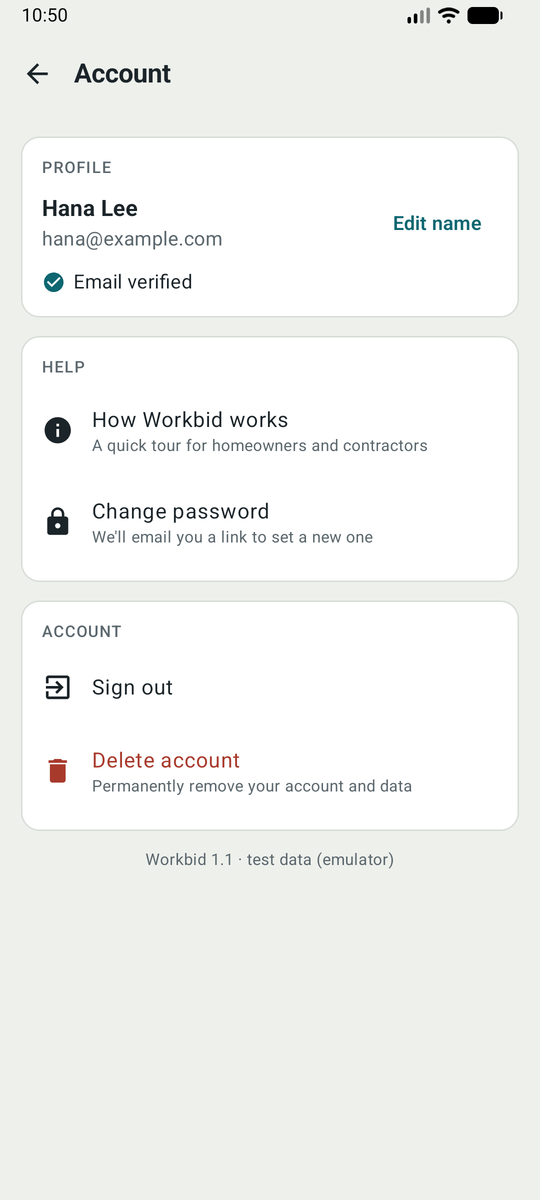 10:50
Account
PROFILE
Hana Lee
hana@example.com
Edit name
Email verified
HELP
How Workbid works
A quick tour for homeowners and contractors
Change password
We'll email you a link to set a new one
ACCOUNT
Sign out
Delete account
Permanently remove your account and data
Workbid 1.1 · test data (emulator)